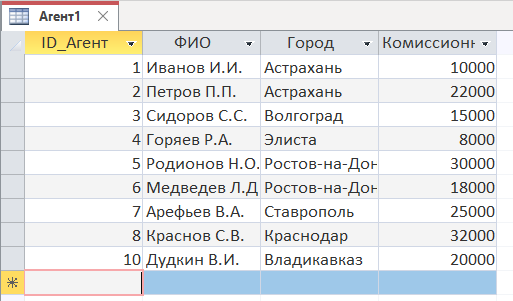 Агент1
ID_Агент ФИО Город Комиссионн
1 Иванов И.И. Астрахань 10000
2 Петров П.П. Астрахань 22000
3 Сидоров С.С. Волгоград 15000
4 Горяев Р.А. Элиста 8000
5 Родионов Н.О. Ростов-на-Дон 30000
6 Медведев Л.Д Ростов-на-Дон 18000
7 Арефьев В.А. Ставрополь 25000
8 Краснов С.В. Краснодар 32000
10 Дудкин В.И. Владикавказ 20000